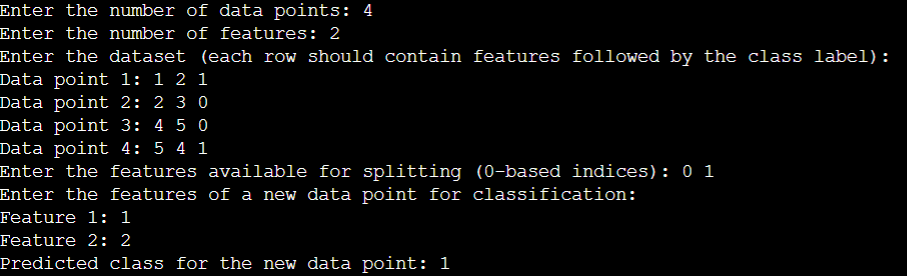 Enter the number of data points: 4
Enter the number of features: 2
Enter the dataset (each row should contain features followed by the class label):
Data point 1: 1 2 1
Data point 2: 2 3 0
Data point 3: 4 5 0
Data point 4: 5 4 1
Enter the features available for splitting (0-based indices): 0 1
Enter the features of a new data point for classification:
Feature 1: 1
Feature 2: 2
Predicted class for the new data point: 1